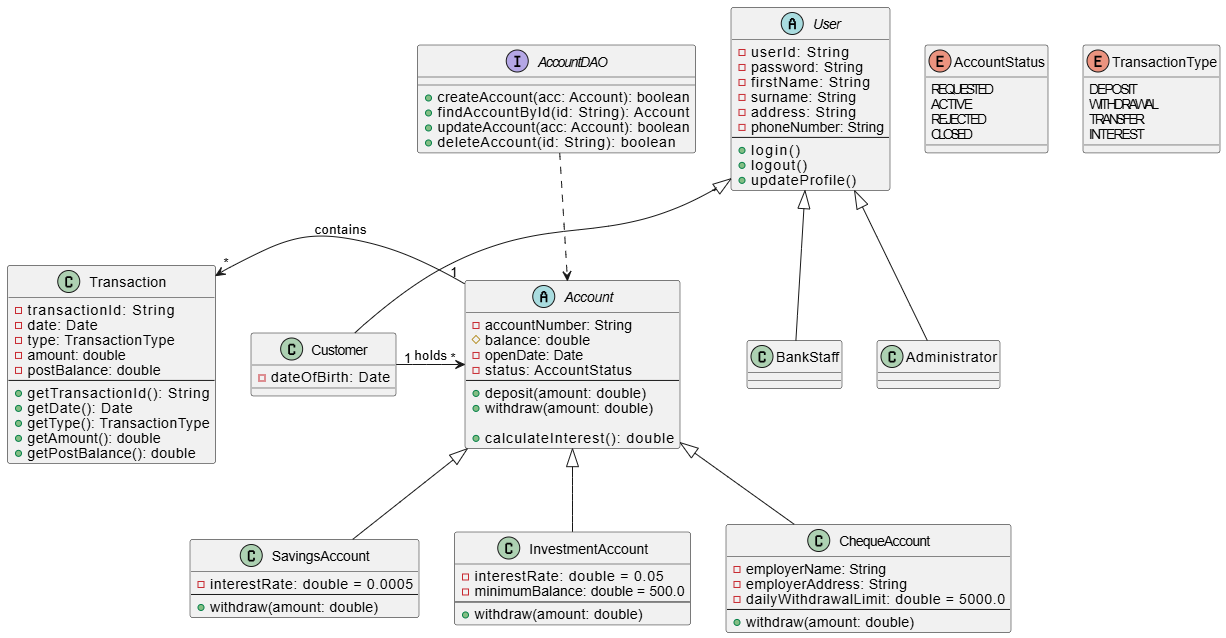 I AccountDAO
createAccount(acc: Account): boolean
findAccountById(id: String): Account
updateAccount(acc: Account): boolean
deleteAccount(id: String): boolean
A User
userId: String
password: String
firstName: String
surname: String
address: String
phoneNumber: String
login()
logout()
updateProfile()
E AccountStatus
REQUESTED
ACTIVE
REJECTED
CLOSED
E TransactionType
DEPOSIT
WITHDRAWAL
TRANSFER
INTEREST
contains
*
1
C Transaction
transactionId: String
date: Date
type: TransactionType
amount: double
postBalance: double
getTransactionId(): String
getDate(): Date
getType(): TransactionType
getAmount(): double
getPostBalance(): double
C Customer
dateOfBirth: Date
1 holds *
A Account
accountNumber: String
balance: double
openDate: Date
status: AccountStatus
deposit(amount: double)
withdraw(amount: double)
calculateInterest(): double
C BankStaff
C Administrator
C SavingsAccount
interestRate: double = 0.0005
withdraw(amount: double)
C InvestmentAccount
interestRate: double = 0.05
minimumBalance: double = 500.0
withdraw(amount: double)
C ChequeAccount
employerName: String
employerAddress: String
dailyWithdrawalLimit: double = 5000.0
withdraw(amount: double)